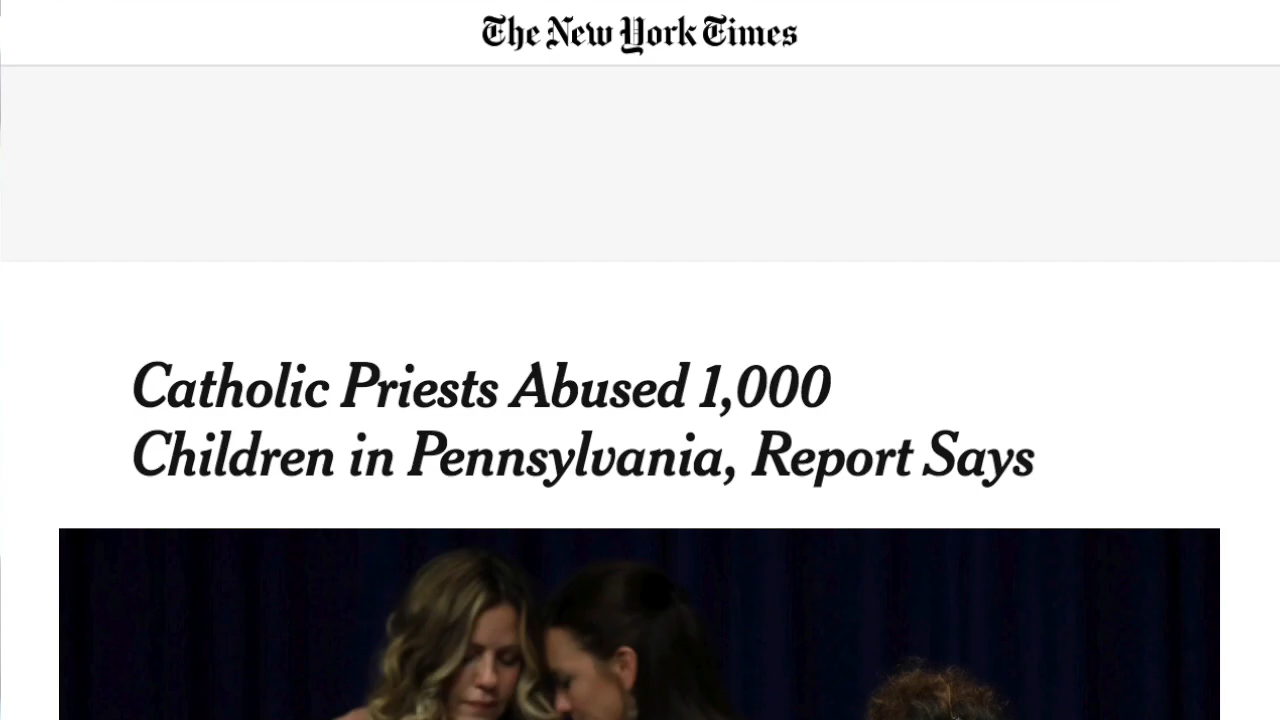 The New York Times
Catholic Priests Abused 1,000
Children in Pennsylvania, Report Says